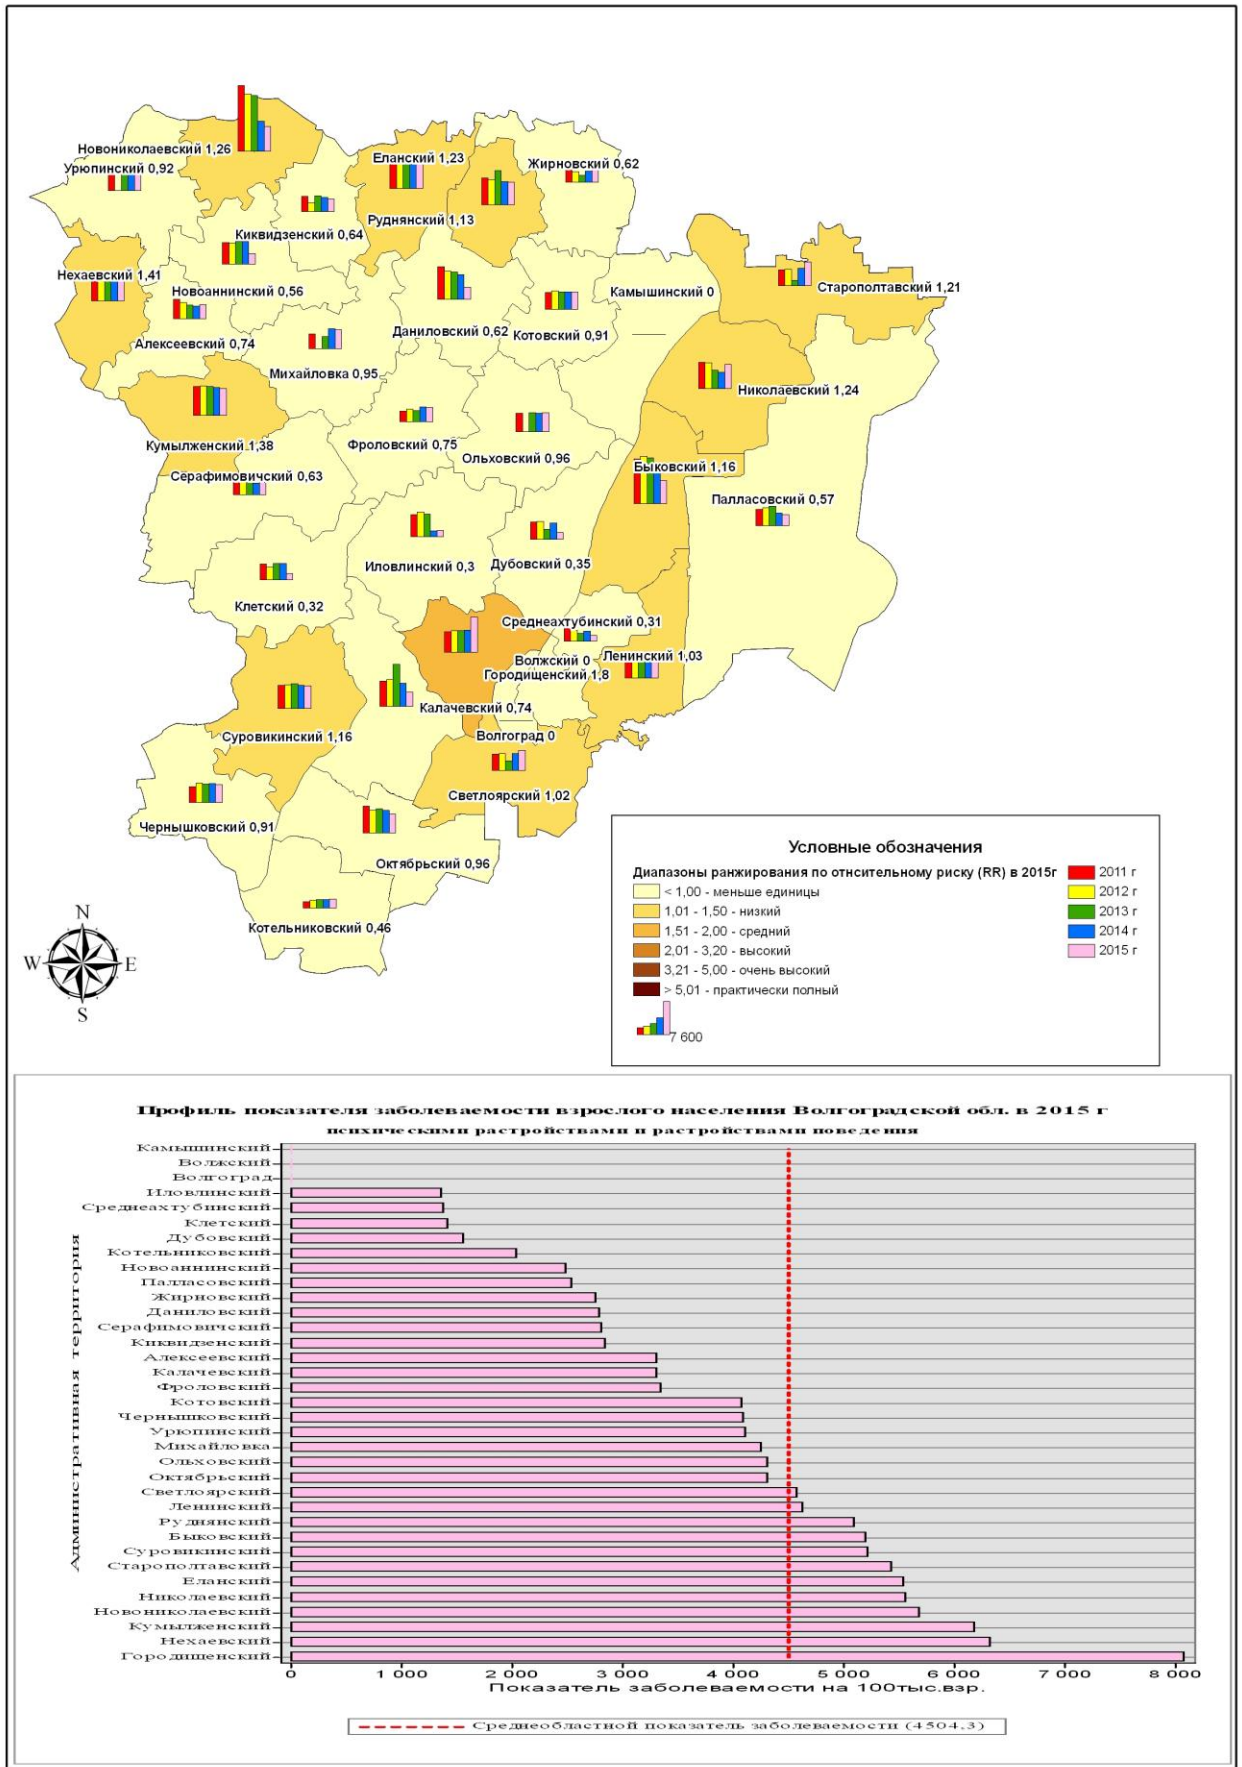 Новониколаевский 1,26
Урюпинский 0,92
Еланский 1,23
Жирновский 0,62
Руднянский 1,13
Киквидзенский 0,64
Нехаевский 1,41
Новоаннинский 0,56
Камышинский 0
Старополтавский 1,21
Алексеевский 0,74
Даниловский 0,62
Котовский 0,91
Михайловка 0,95
Николаевский 1,24
Кумылженский 1,38
Фроловский 0,75
Ольховский 0,96
Быковский 1,16
Серафимовичский 0,63
Палласовский 0,57
Иловлинский 0,3
Дубовский 0,35
Клетский 0,32
Среднеахтубинский 0,31
Волжский 0
Ленинский 1,03
Городищенский 1,8
Калачевский 0,74
Суровикинский 1,16
Волгоград 0
Светлоярский 1,02
Чернышковский 0,91
Октябрьский 0,96
Котельниковский 0,46
N
W E
S
Условные обозначения
Диапазоны ранжирования по отнсительному риску (RR) в 2015г
< 1,00 - меньше единицы
1,01 - 1,50 - низкий
1,51 - 2,00 - средний
2,01 - 3,20 - высокий
3,21 - 5,00 - очень высокий
> 5,01 - практически полный
7 600
2011 г
2012 г
2013 г
2014 г
2015 г
Профиль показателя заболеваемости взрослого населения Волгоградской обл. в 2015 г
психическими растройствами и растройствами поведения
Административная территория
Камышинский
Волжский
Волгоград
Иловлинский
Среднеахтубинский
Клетский
Дубовский
Котельниковский
Новоаннинский
Палласовский
Жирновский
Даниловский
Серафимовичский
Киквидзенский
Алексеевский
Калачевский
Фроловский
Котовский
Чернышковский
Урюпинский
Михайловка
Ольховский
Октябрьский
Светлоярский
Ленинский
Руднянский
Быковский
Суровикинский
Старополтавский
Еланский
Николаевский
Новониколаевский
Кумылженский
Нехаевский
Городищенский
0 1 000 2 000 3 000 4 000 5 000 6 000 7 000 8 000
Показатель заболеваемости на 100тыс.взр.
Среднеобластной показатель заболеваемости (4504,3)